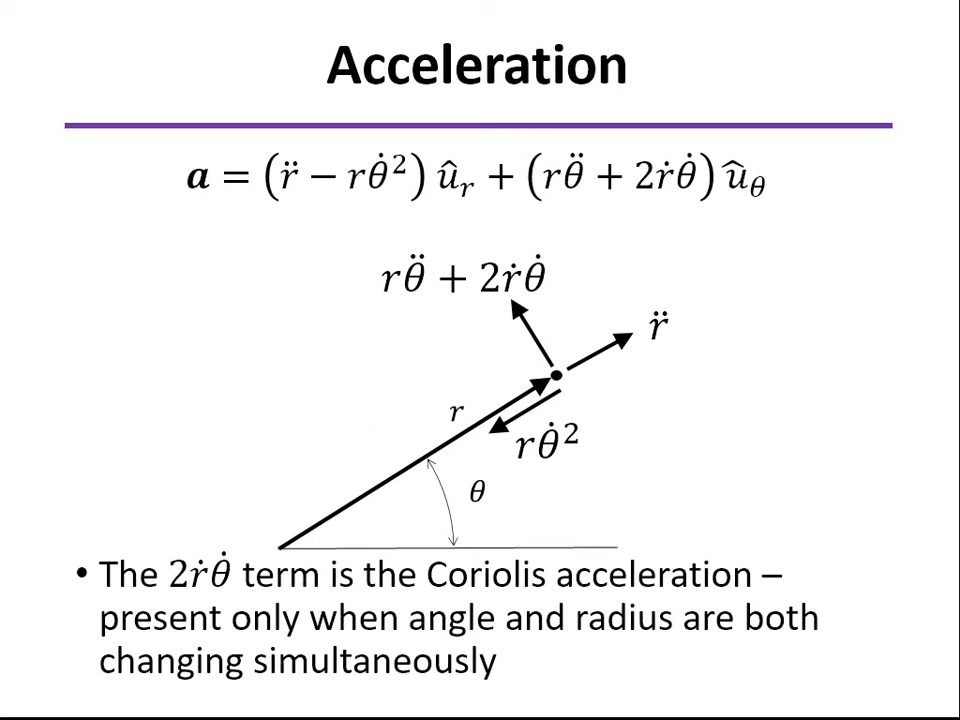 Acceleration
𝒂 = (r̈ − rθ̇²) û_r + (rθ̈ + 2ṙθ̇) û_θ
rθ̈ + 2ṙθ̇
r̈
r
rθ̇²
θ
• The 2ṙθ̇ term is the Coriolis acceleration –
present only when angle and radius are both
changing simultaneously